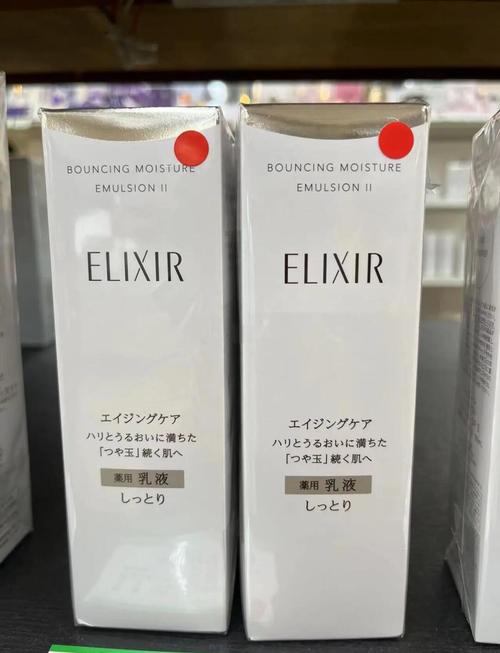 BOUNCING MOISTURE
EMULSION II
ELIXIR
エイジングケア
ハリとうるおいに満ちた
「つや玉」続く肌へ
薬用 乳液
しっとり
BOUNCING MOISTURE
EMULSION II
ELIXIR
エイジングケア
ハリとうるおいに満ちた
「つや玉」続く肌へ
薬用 乳液
しっとり